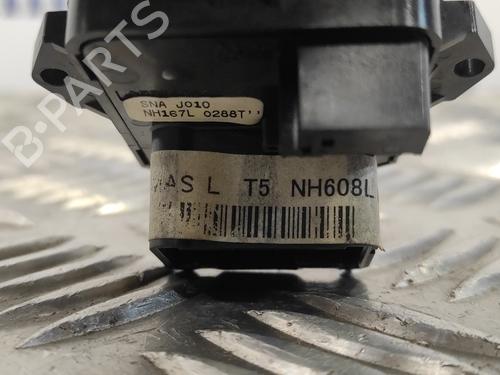 SNA J010
NH167L 0288T''
AS L T5 NH608L
B-PARTS